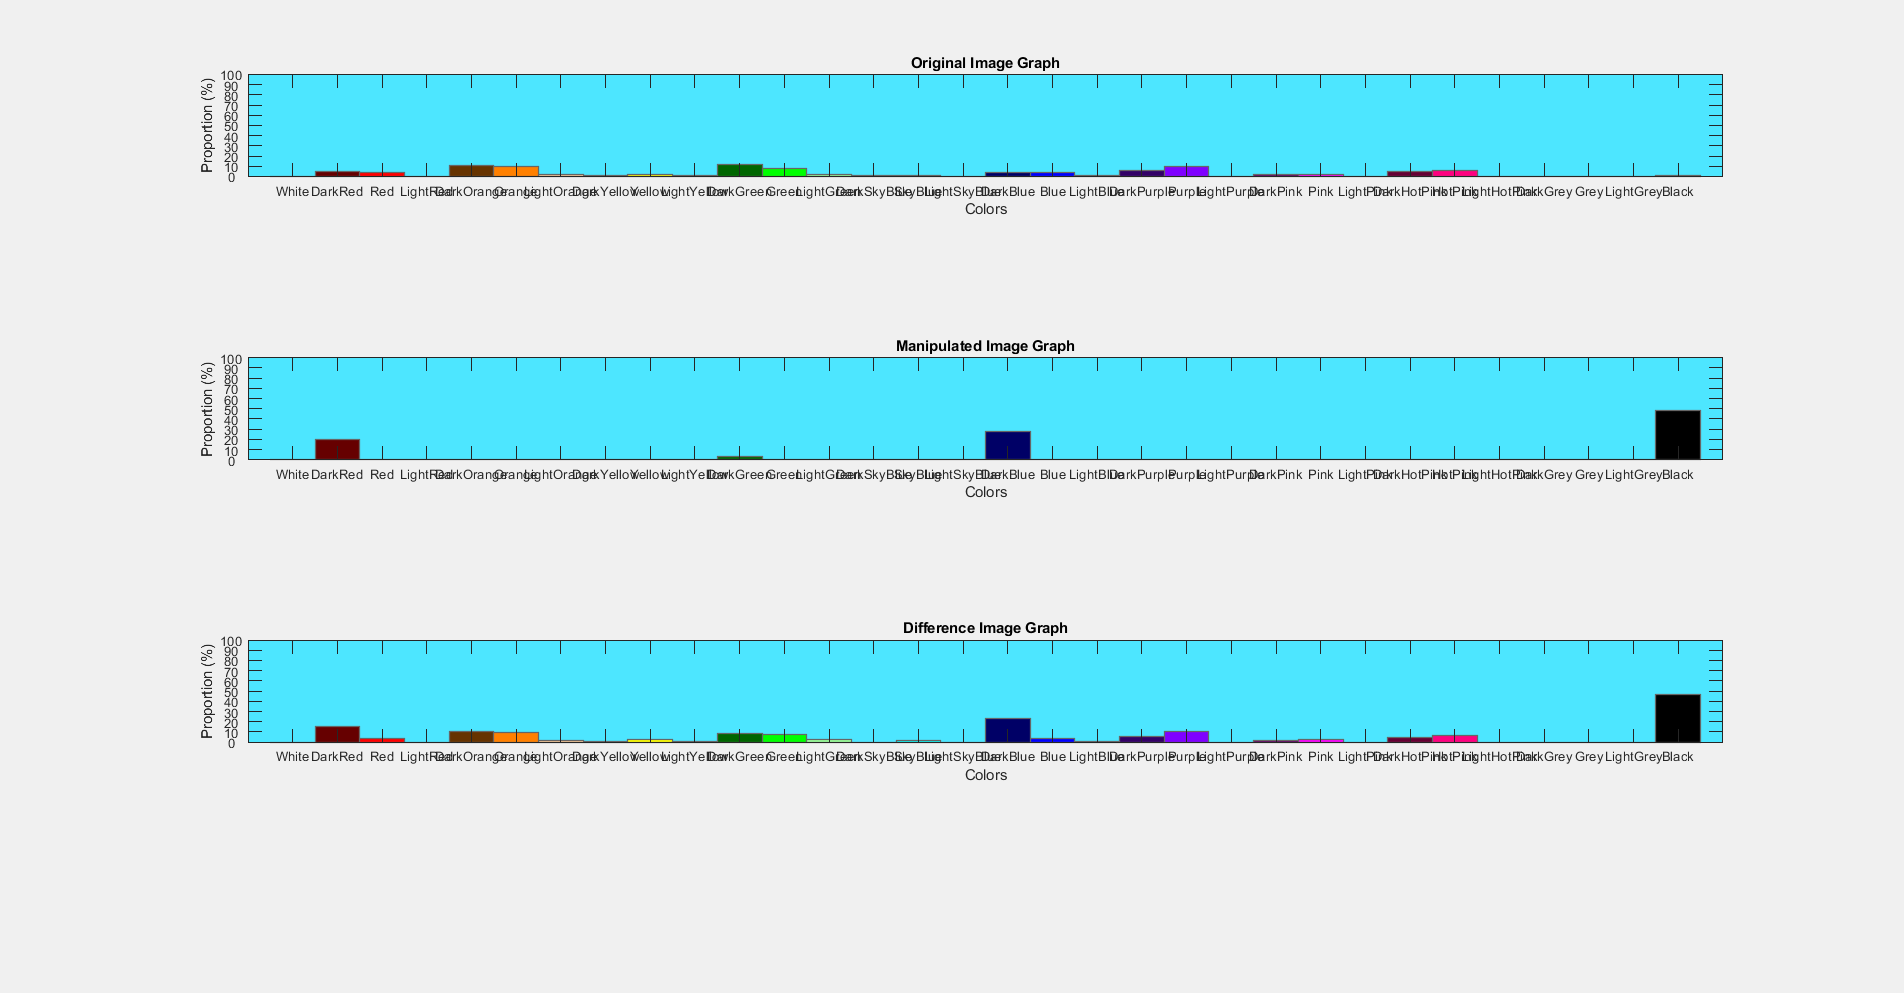 Original Image Graph
Proportion (%)
100
90
80
70
60
50
40
30
20
10
0
White DarkRed Red LightRed DarkOrange Orange LightOrange DarkYellow Yellow LightYellow DarkGreen Green LightGreen DarkSkyBlue SkyBlue LightSkyBlue DarkBlue Blue LightBlue DarkPurple Purple LightPurple DarkPink Pink LightPink DarkHotPink HotPink LightHotPink DarkGrey Grey LightGrey Black
Colors
Manipulated Image Graph
Proportion (%)
100
90
80
70
60
50
40
30
20
10
0
White DarkRed Red LightRed DarkOrange Orange LightOrange DarkYellow Yellow LightYellow DarkGreen Green LightGreen DarkSkyBlue SkyBlue LightSkyBlue DarkBlue Blue LightBlue DarkPurple Purple LightPurple DarkPink Pink LightPink DarkHotPink HotPink LightHotPink DarkGrey Grey LightGrey Black
Colors
Difference Image Graph
Proportion (%)
100
90
80
70
60
50
40
30
20
10
0
White DarkRed Red LightRed DarkOrange Orange LightOrange DarkYellow Yellow LightYellow DarkGreen Green LightGreen DarkSkyBlue SkyBlue LightSkyBlue DarkBlue Blue LightBlue DarkPurple Purple LightPurple DarkPink Pink LightPink DarkHotPink HotPink LightHotPink DarkGrey Grey LightGrey Black
Colors